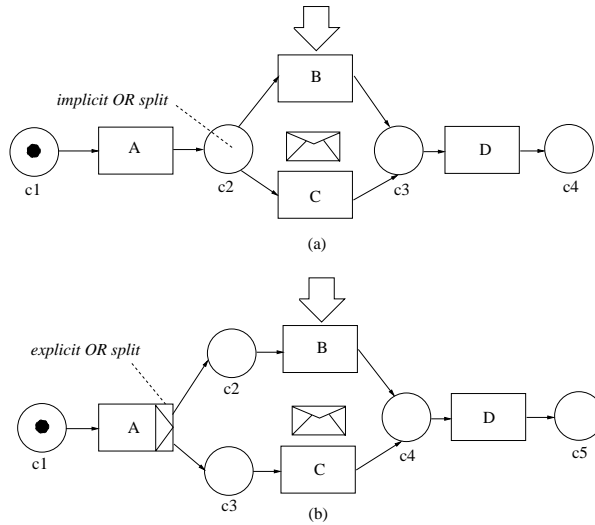 B
implicit OR split
A
D
C
c1
c2
c3
c4
(a)
explicit OR split
B
c2
A
D
C
c1
c4
c5
c3
(b)